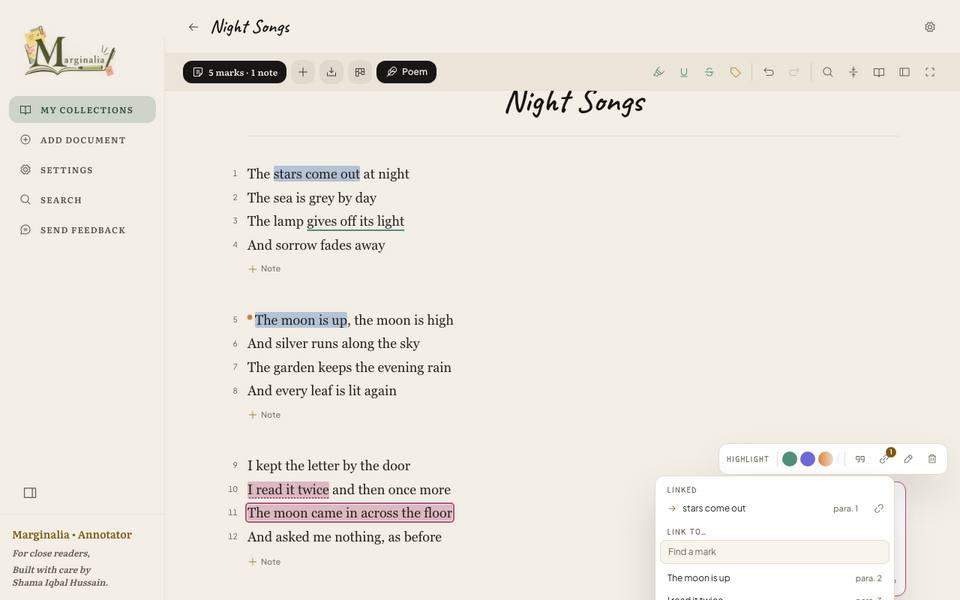 Marginalia
MY COLLECTIONS
ADD DOCUMENT
SETTINGS
SEARCH
SEND FEEDBACK
Marginalia • Annotator
For close readers,
Built with care by
Shama Iqbal Hussain.
Night Songs
5 marks · 1 note
Poem
Night Songs
1 The stars come out at night
2 The sea is grey by day
3 The lamp gives off its light
4 And sorrow fades away
+ Note
5 The moon is up, the moon is high
6 And silver runs along the sky
7 The garden keeps the evening rain
8 And every leaf is lit again
+ Note
9 I kept the letter by the door
10 I read it twice and then once more
11 The moon came in across the floor
12 And asked me nothing, as before
+ Note
HIGHLIGHT
1
LINKED
→ stars come out para. 1
LINK TO…
Find a mark
The moon is up para. 2